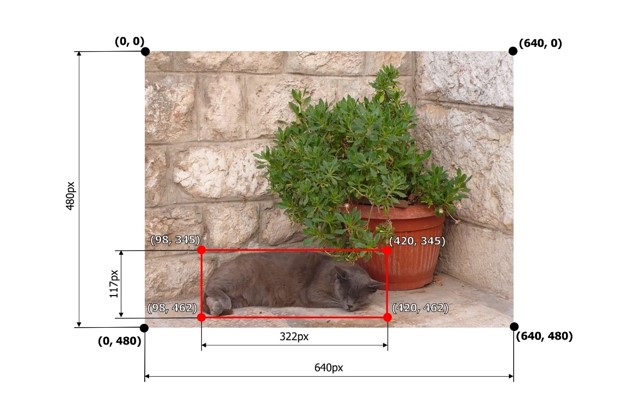 (0, 0)
(640, 0)
480px
(98, 345)
(420, 345)
117px
(98, 462)
(420, 462)
(0, 480)
(640, 480)
322px
640px